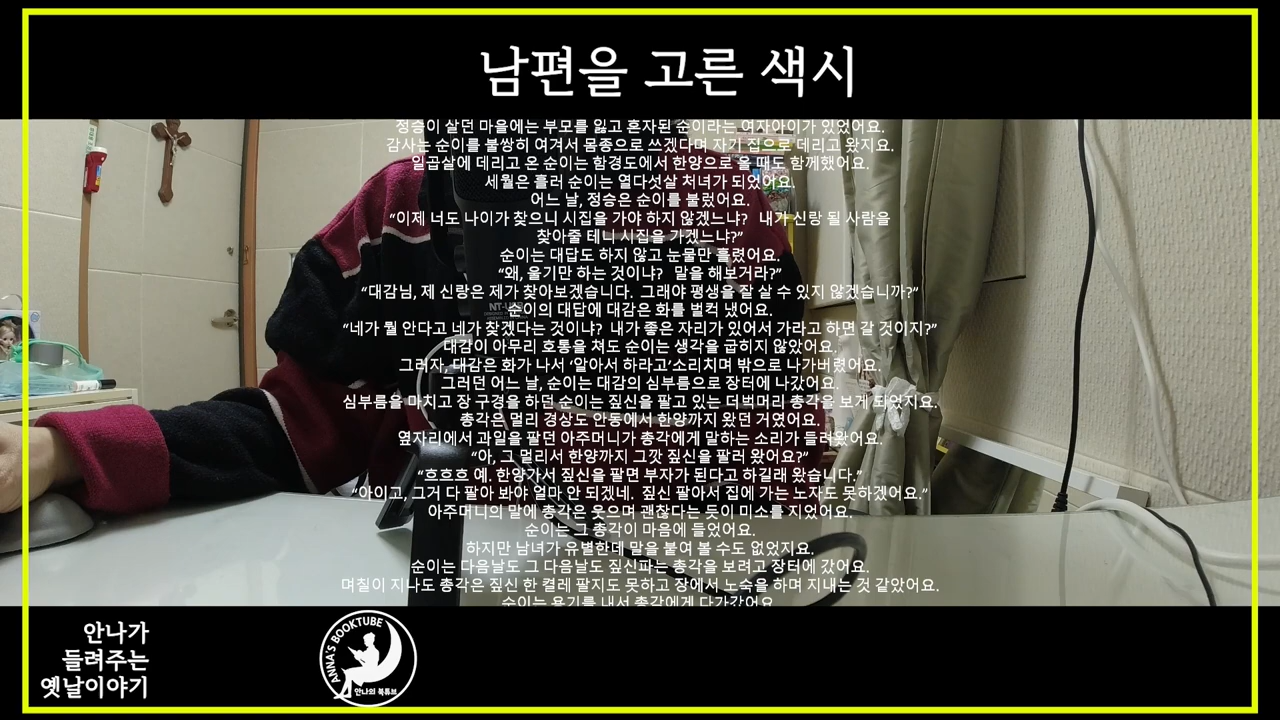 남편을 고른 색시
정승이 살던 마을에는 부모를 잃고 혼자된 순이라는 여자아이가 있었어요.
감사는 순이를 불쌍히 여겨서 몸종으로 쓰겠다며 자기 집으로 데리고 왔지요.
일곱살에 데리고 온 순이는 함경도에서 한양으로 올 때도 함께했어요.
세월은 흘러 순이는 열다섯살 처녀가 되었어요.
어느 날, 정승은 순이를 불렀어요.
“이제 너도 나이가 찼으니 시집을 가야 하지 않겠느냐? 내가 신랑 될 사람을
찾아줄 테니 시집을 가겠느냐?”
순이는 대답도 하지 않고 눈물만 흘렸어요.
“왜, 울기만 하는 것이냐? 말을 해보거라?”
“대감님, 제 신랑은 제가 찾아보겠습니다. 그래야 평생을 잘 살 수 있지 않겠습니까?”
순이의 대답에 대감은 화를 벌컥 냈어요.
“네가 뭘 안다고 네가 찾겠다는 것이냐? 내가 좋은 자리가 있어서 가라고 하면 갈 것이지?”
대감이 아무리 호통을 쳐도 순이는 생각을 굽히지 않았어요.
그러자, 대감은 화가 나서 ‘알아서 하라고’소리치며 밖으로 나가버렸어요.
그러던 어느 날, 순이는 대감의 심부름으로 장터에 나갔어요.
심부름을 마치고 장 구경을 하던 순이는 짚신을 팔고 있는 더벅머리 총각을 보게 되었지요.
총각은 멀리 경상도 안동에서 한양까지 왔던 거였어요.
옆자리에서 과일을 팔던 아주머니가 총각에게 말하는 소리가 들려왔어요.
“아, 그 멀리서 한양까지 그깟 짚신을 팔러 왔어요?”
“흐흐흐 예. 한양가서 짚신을 팔면 부자가 된다고 하길래 왔습니다.”
“아이고, 그거 다 팔아 봐야 얼마 안 되겠네. 짚신 팔아서 집에 가는 노자도 못하겠어요.”
아주머니의 말에 총각은 웃으며 괜찮다는 듯이 미소를 지었어요.
순이는 그 총각이 마음에 들었어요.
하지만 남녀가 유별한데 말을 붙여 볼 수도 없었지요.
순이는 다음날도 그 다음날도 짚신파는 총각을 보려고 장터에 갔어요.
며칠이 지나도 총각은 짚신 한 켤레 팔지도 못하고 장에서 노숙을 하며 지내는 것 같았어요.
순이는 용기를 내서 총각에게 다가갔어요.
안나가
들려주는
옛날이야기
ANNA'S BOOKTUBE
안나의 북튜브